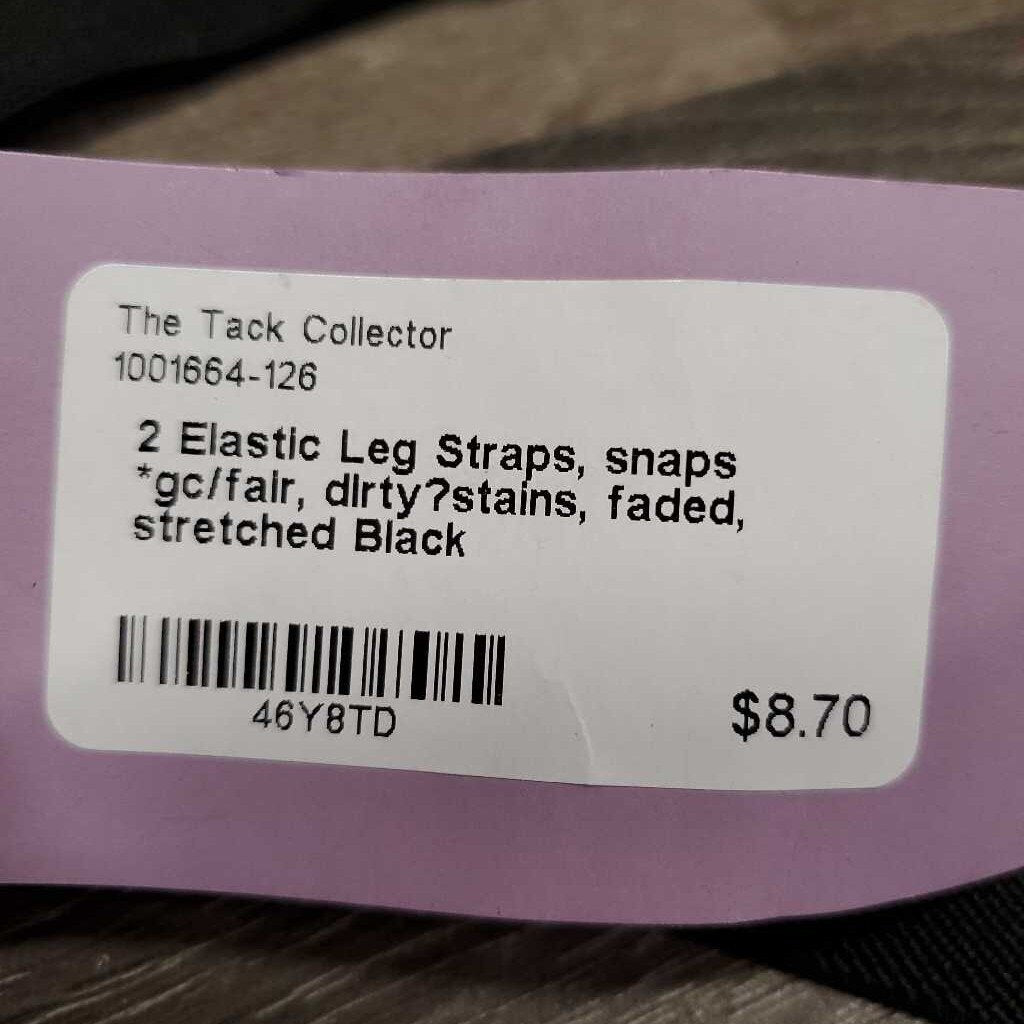 The Tack Collector
1001664-126
2 Elastic Leg Straps, snaps
*gc/fair, dirty?stains, faded,
stretched Black
46Y8TD
$8.70